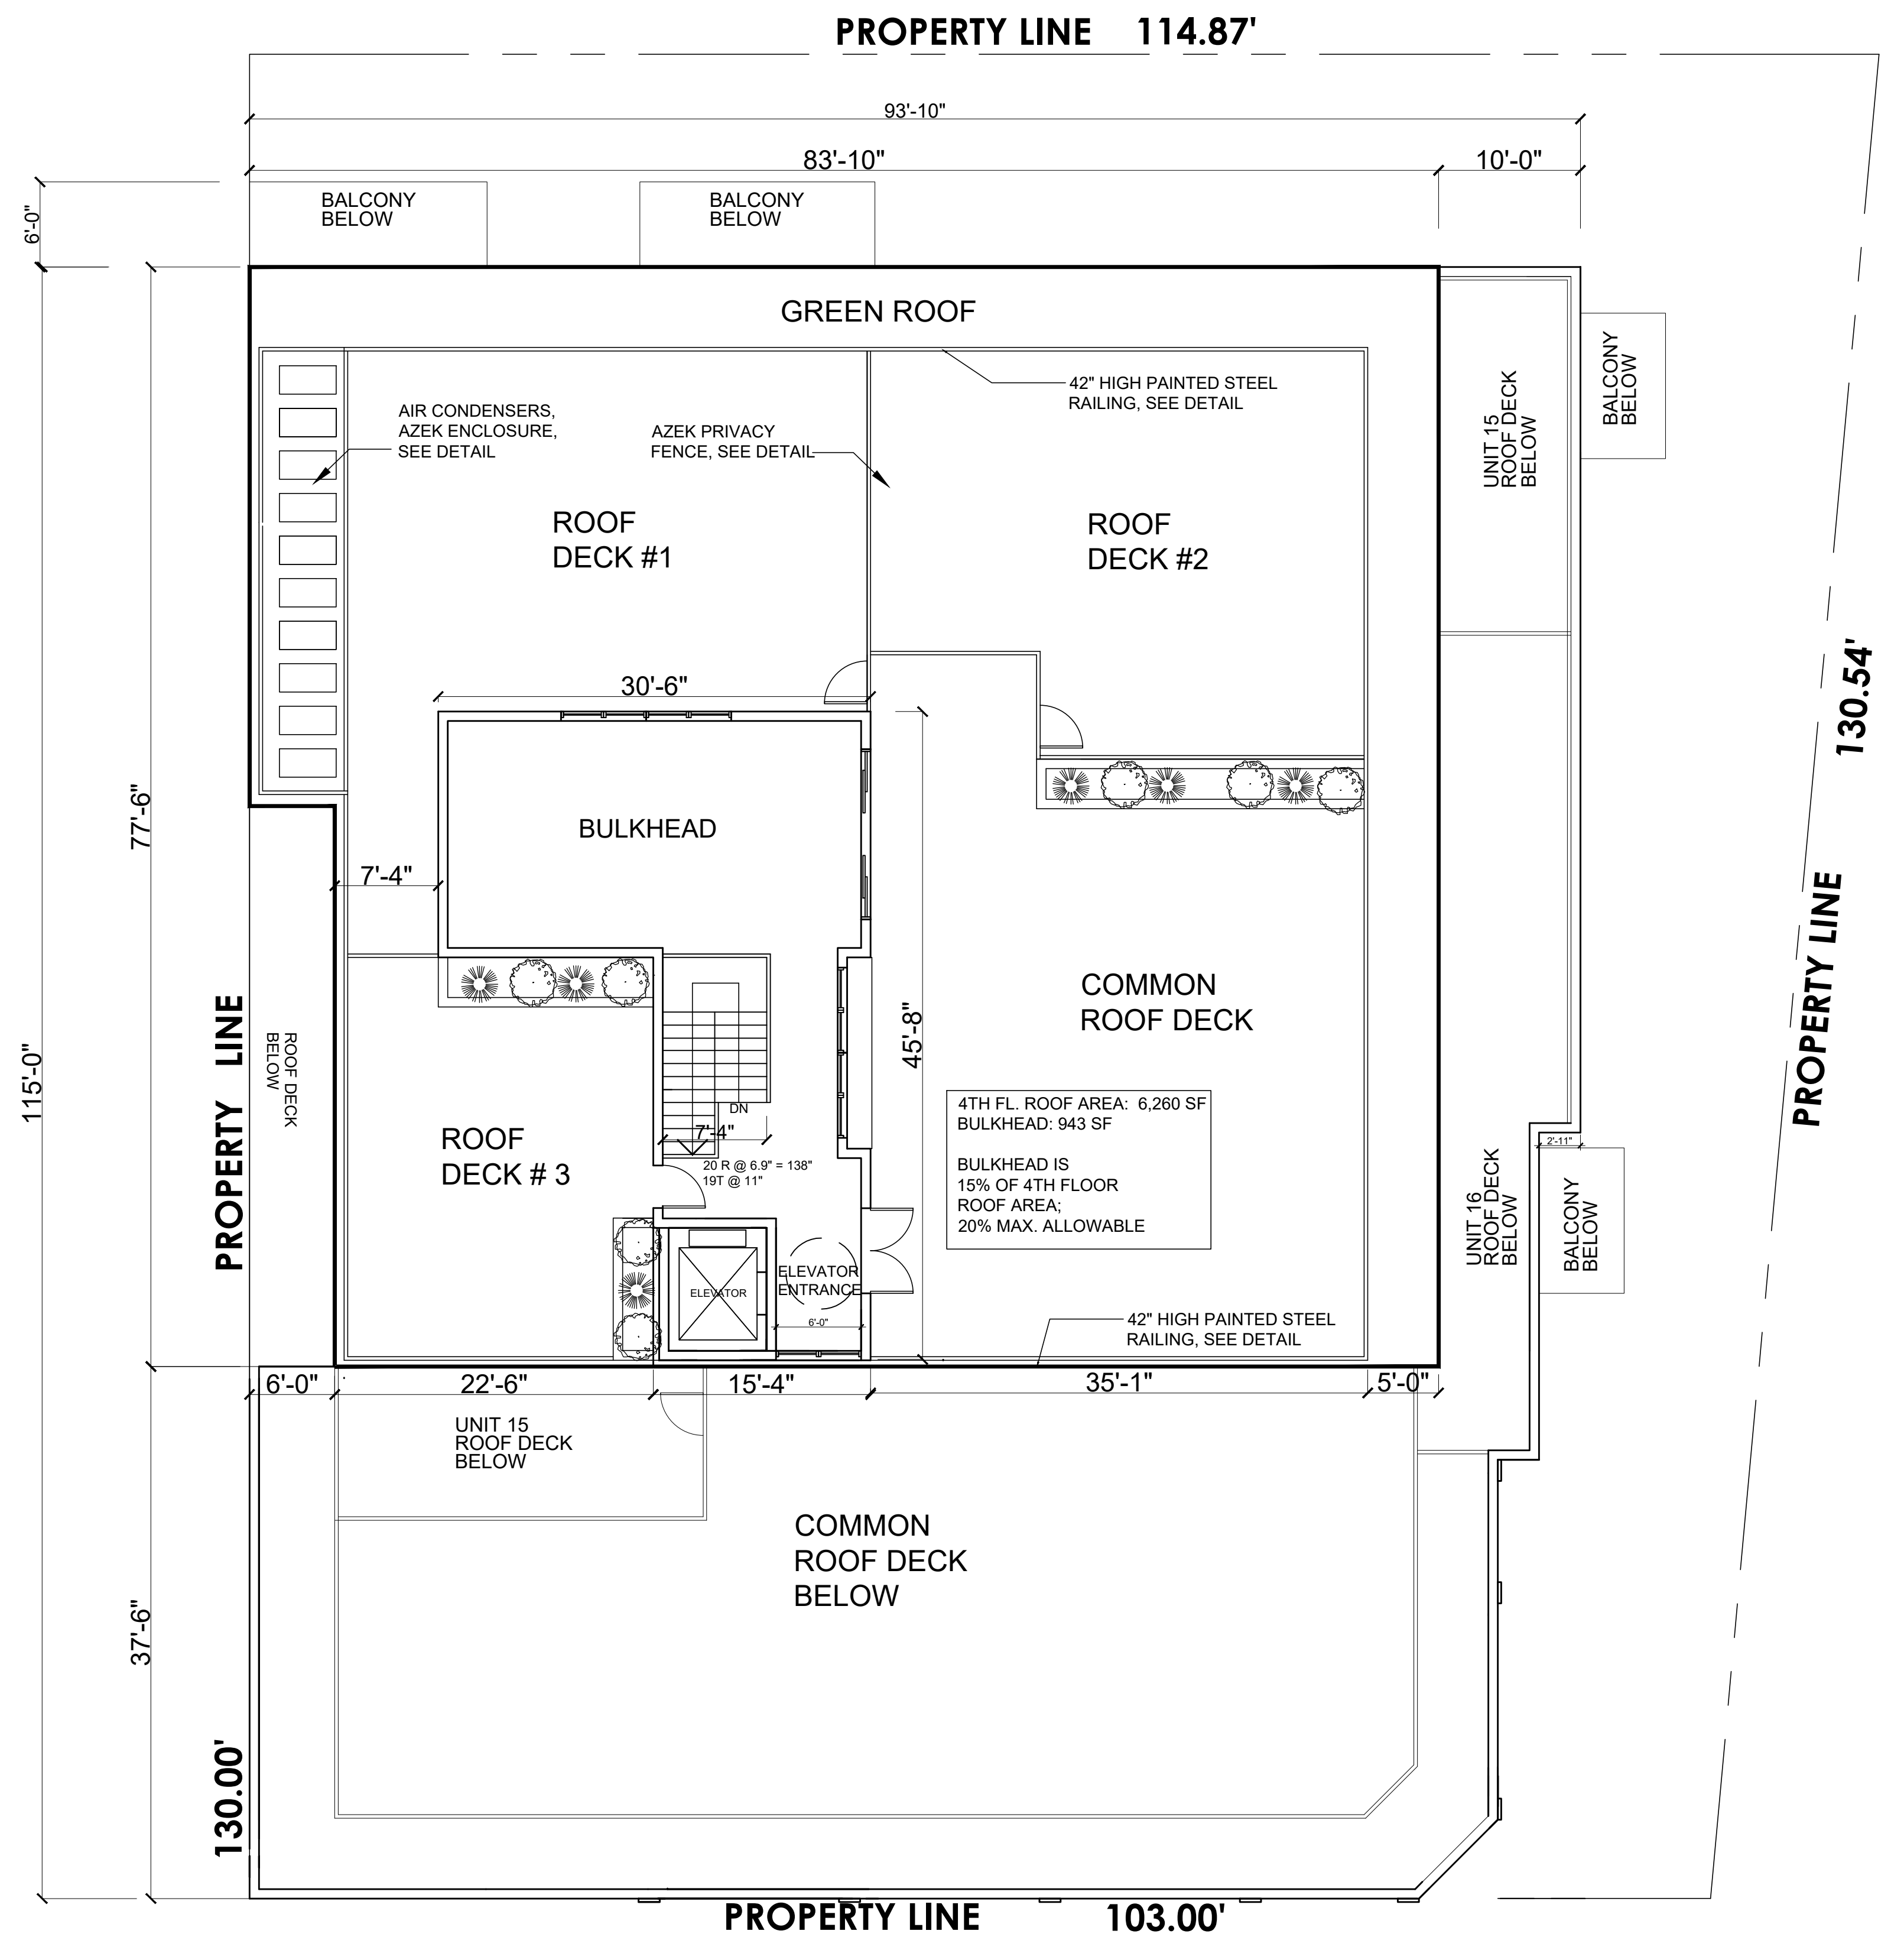 PROPERTY LINE 114.87'
93'-10"
83'-10"
10'-0"
6'-0"
BALCONY
BELOW
BALCONY
BELOW
GREEN ROOF
42" HIGH PAINTED STEEL
RAILING, SEE DETAIL
AIR CONDENSERS,
AZEK ENCLOSURE,
SEE DETAIL
AZEK PRIVACY
FENCE, SEE DETAIL
UNIT 15
ROOF DECK
BELOW
BALCONY
BELOW
ROOF
DECK #1
ROOF
DECK #2
30'-6"
PROPERTY LINE 130.54'
77'-6"
BULKHEAD
7'-4"
COMMON
ROOF DECK
45'-8"
115'-0"
PROPERTY LINE 130.00'
ROOF DECK
BELOW
4TH FL. ROOF AREA: 6,260 SF
BULKHEAD: 943 SF
BULKHEAD IS
15% OF 4TH FLOOR
ROOF AREA;
20% MAX. ALLOWABLE
DN
7'-4"
ROOF
DECK # 3
20 R @ 6.9" = 138"
19T @ 11"
2'-11"
UNIT 16
ROOF DECK
BELOW
BALCONY
BELOW
ELEVATOR
ELEVATOR
ENTRANCE
6'-0"
42" HIGH PAINTED STEEL
RAILING, SEE DETAIL
6'-0"
22'-6"
15'-4"
35'-1"
5'-0"
UNIT 15
ROOF DECK
BELOW
COMMON
ROOF DECK
BELOW
37'-6"
PROPERTY LINE 103.00'